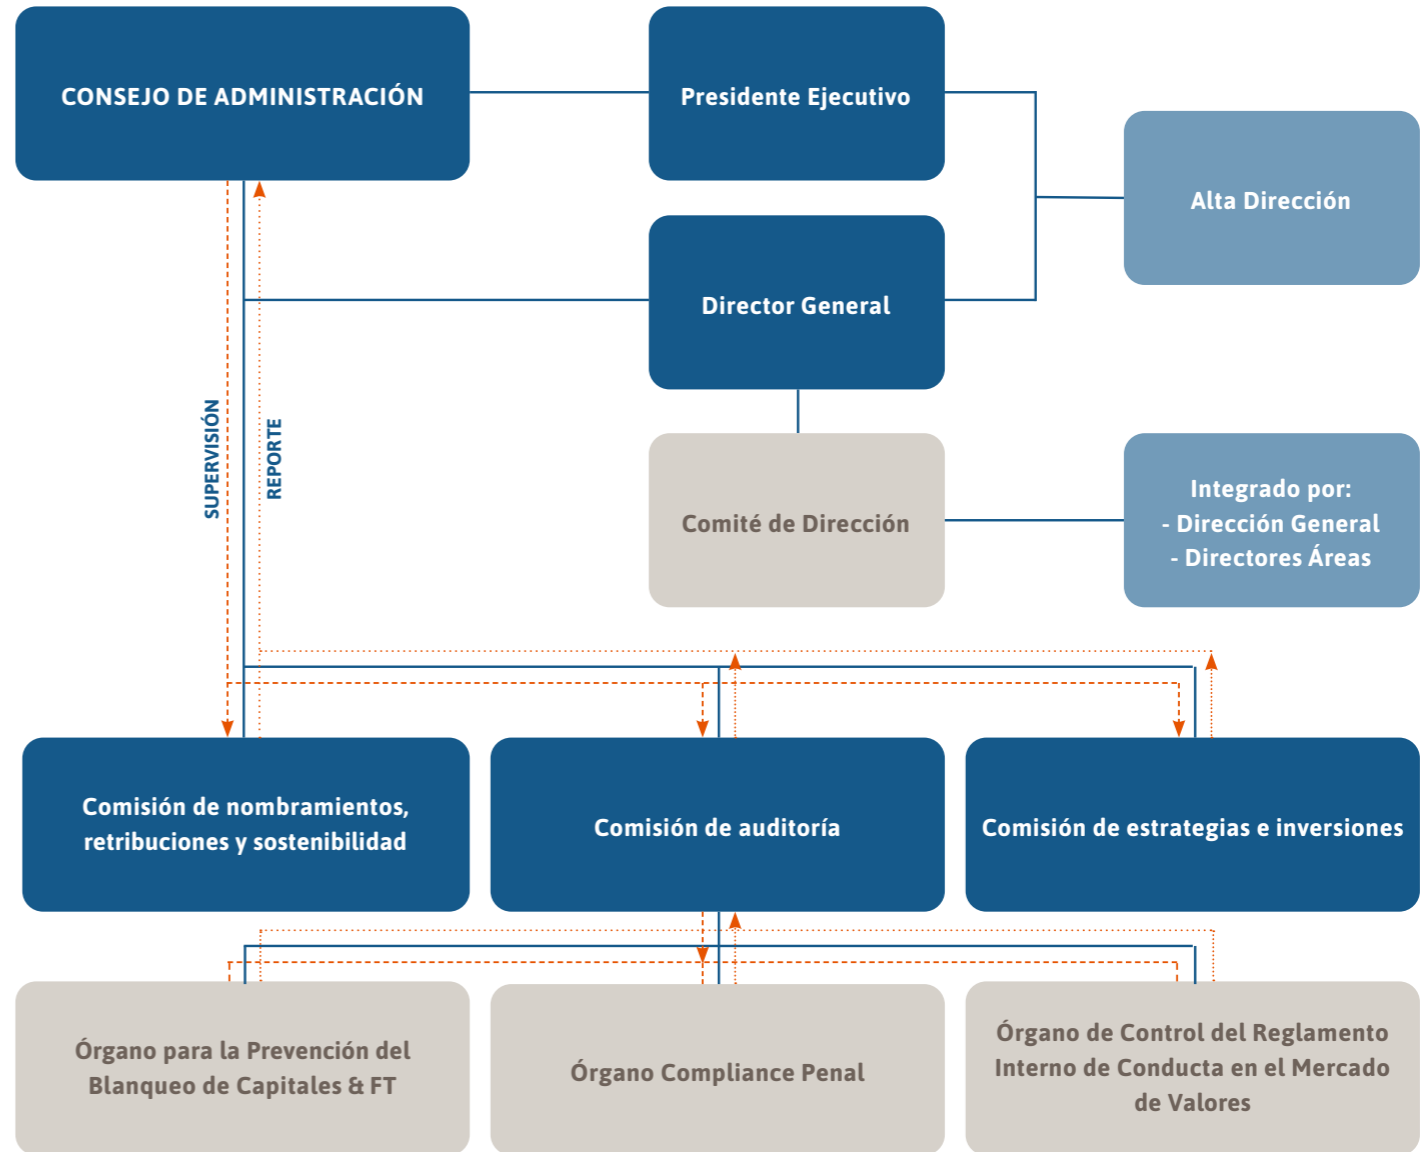 CONSEJO DE ADMINISTRACIÓN
Presidente Ejecutivo
Alta Dirección
Director General
SUPERVISIÓN
REPORTE
Comité de Dirección
Integrado por:
- Dirección General
- Directores Áreas
Comisión de nombramientos,
retribuciones y sostenibilidad
Comisión de auditoría
Comisión de estrategias e inversiones
Órgano para la Prevención del
Blanqueo de Capitales & FT
Órgano Compliance Penal
Órgano de Control del Reglamento
Interno de Conducta en el Mercado
de Valores